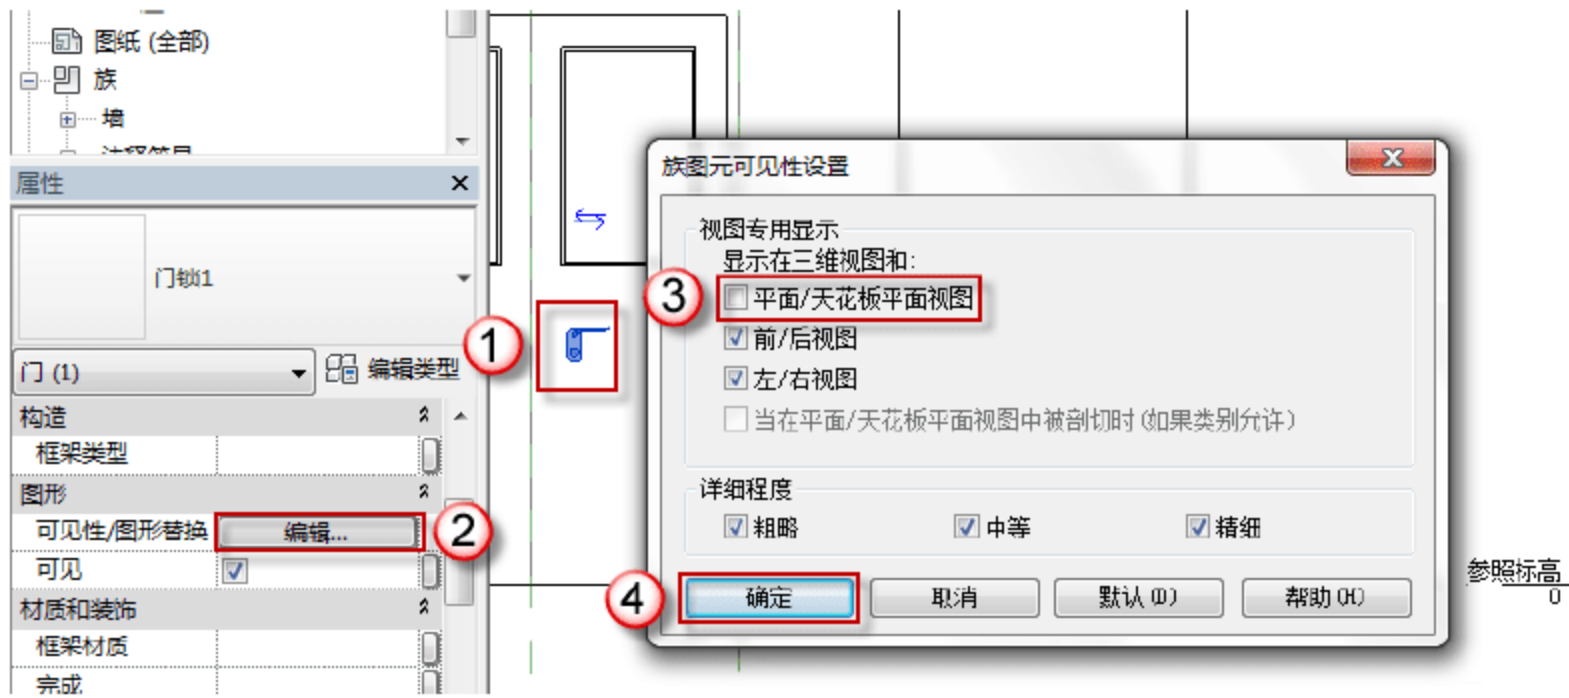 图纸 (全部)
族
墙
属性
门锁1
门 (1)
编辑类型
构造
框架类型
图形
可见性/图形替换
编辑...
可见
材质和装饰
框架材质
完成
1
2
族图元可见性设置
视图专用显示
显示在三维视图和:
3
平面/天花板平面视图
前/后视图
左/右视图
当在平面/天花板平面视图中被剖切时(如果类别允许)
详细程度
粗略 中等 精细
4
确定 取消 默认(D) 帮助(H)
参照标高
0